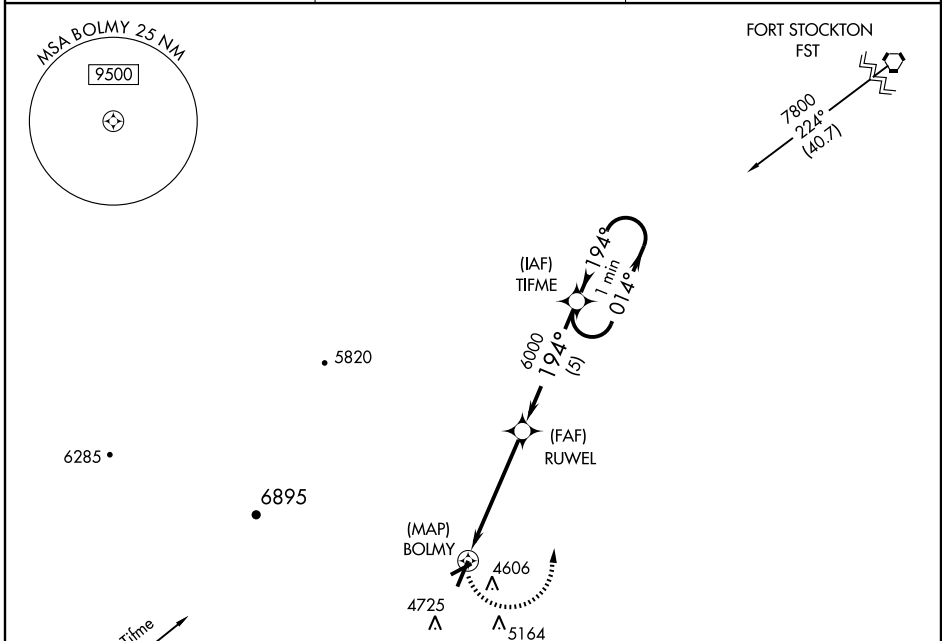 MSA BOLMY 25 NM
9500
FORT STOCKTON
FST
7800
224°
(40.7)
(IAF)
TIFME
194°
1 min
014°
6000
194°
(5)
5820
(FAF)
RUWEL
6285
6895
(MAP)
BOLMY
4606
4725
5164
Tifme